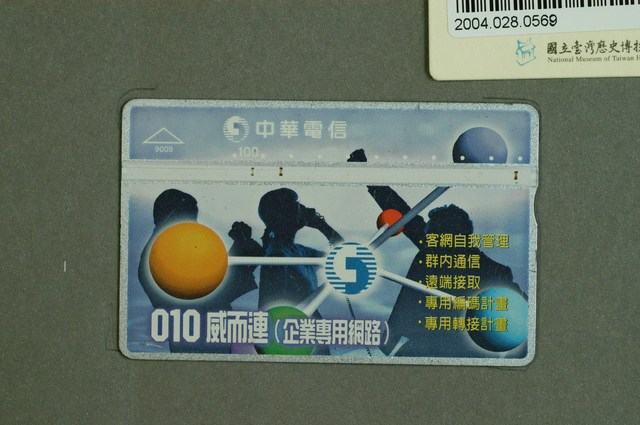 2004.028.0569
國立臺灣歷史博
National Museum of Taiwan H
中華電信
9009
100
・客網自我管理
・群內通信
・遠端接取
・專用編碼計畫
・專用轉接計畫
010 威而連（企業專用網路）